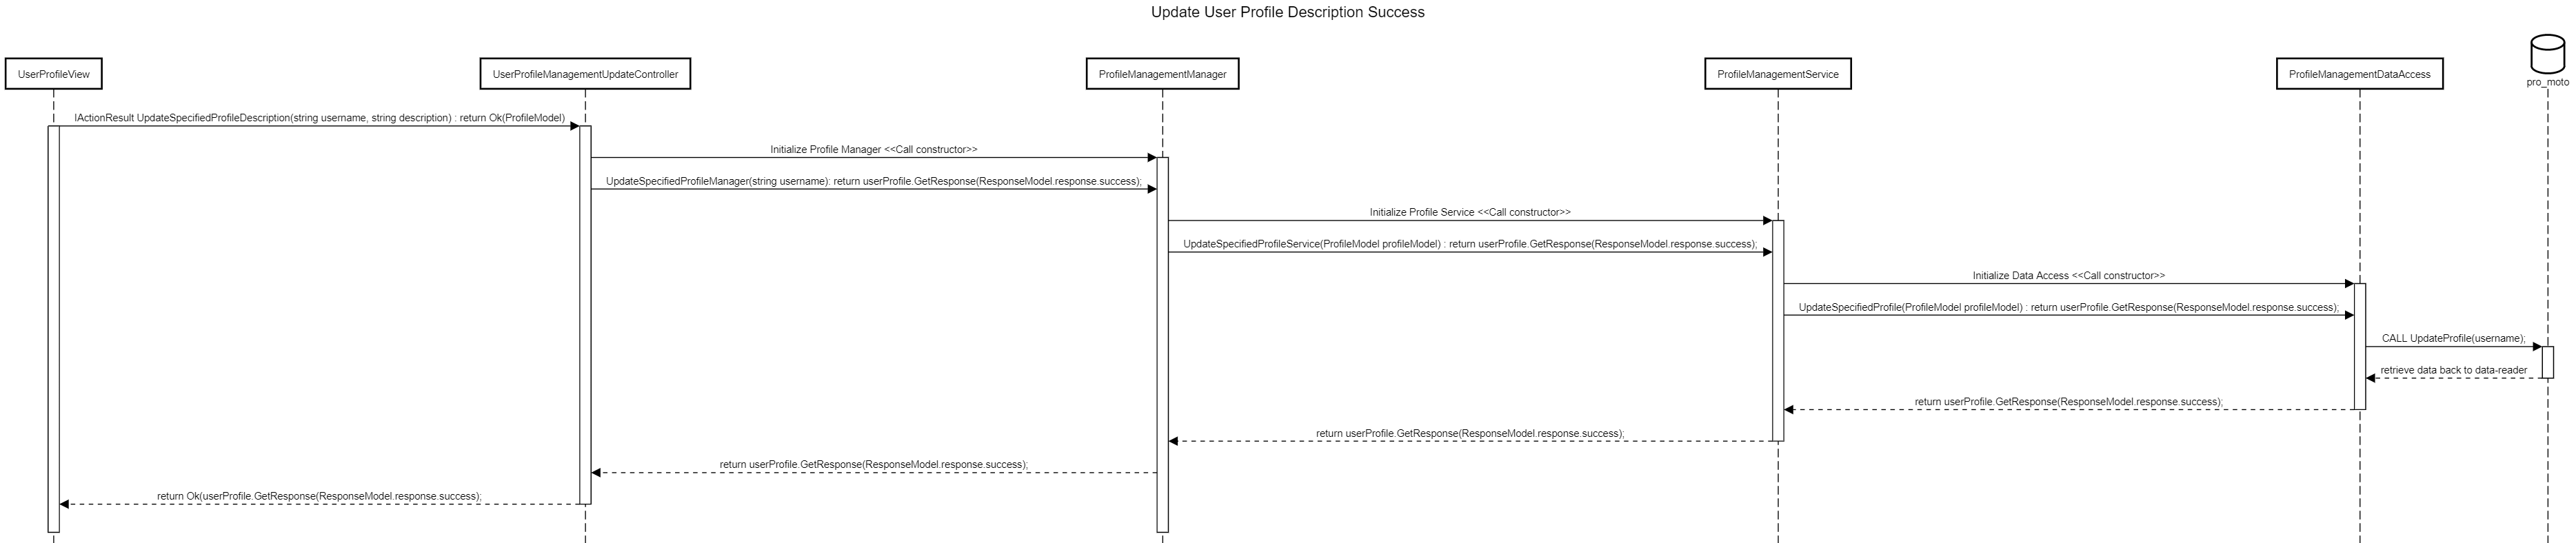 Update User Profile Description Success
UserProfileView
UserProfileManagementUpdateController
ProfileManagementManager
ProfileManagementService
ProfileManagementDataAccess
pro_moto
IActionResult UpdateSpecifiedProfileDescription(string username, string description) : return Ok(ProfileModel)
Initialize Profile Manager <<Call constructor>>
UpdateSpecifiedProfileManager(string username): return userProfile.GetResponse(ResponseModel.response.success);
Initialize Profile Service <<Call constructor>>
UpdateSpecifiedProfileService(ProfileModel profileModel) : return userProfile.GetResponse(ResponseModel.response.success);
Initialize Data Access <<Call constructor>>
UpdateSpecifiedProfile(ProfileModel profileModel) : return userProfile.GetResponse(ResponseModel.response.success);
CALL UpdateProfile(username);
retrieve data back to data-reader
return userProfile.GetResponse(ResponseModel.response.success);
return userProfile.GetResponse(ResponseModel.response.success);
return userProfile.GetResponse(ResponseModel.response.success);
return Ok(userProfile.GetResponse(ResponseModel.response.success);